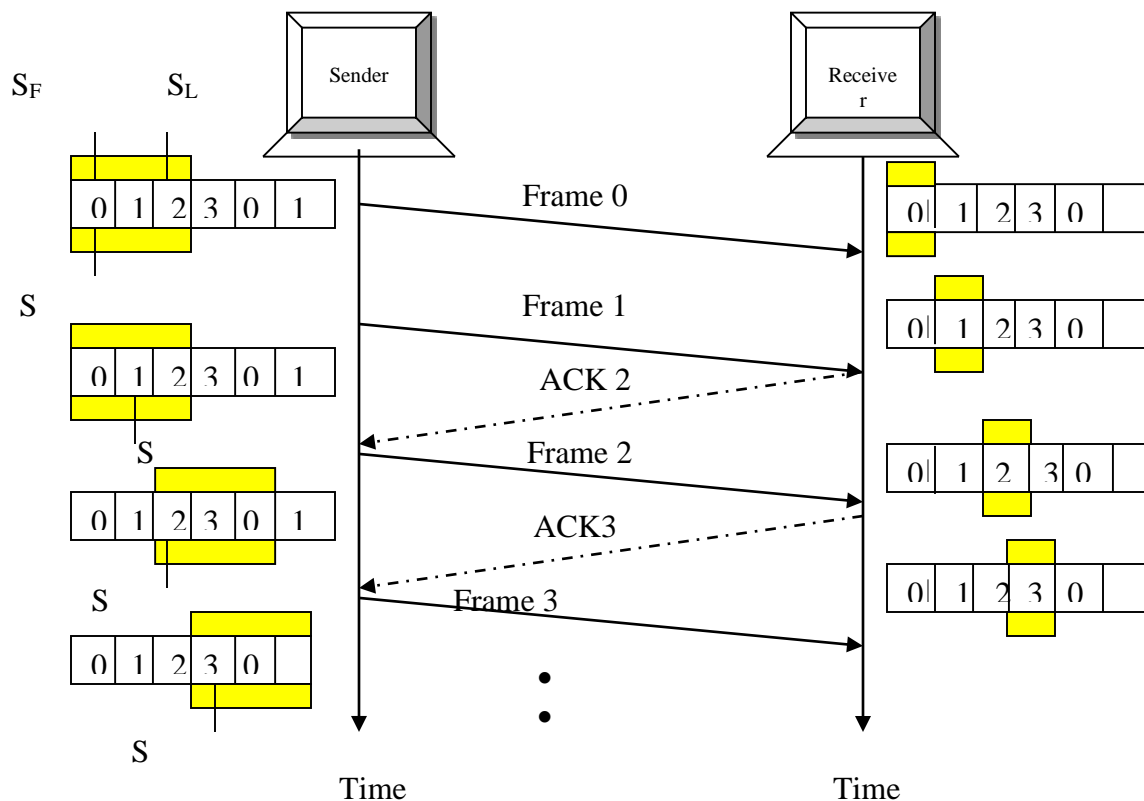 Sender
Receive
r
S_F S_L
0 1 2 3 0 1
Frame 0
0 1 2 3 0
S
Frame 1
0 1 2 3 0
0 1 2 3 0 1
ACK 2
S
Frame 2
0 1 2 3 0
0 1 2 3 0 1
ACK3
0 1 2 3 0
S
Frame 3
0 1 2 3 0
S
Time
Time